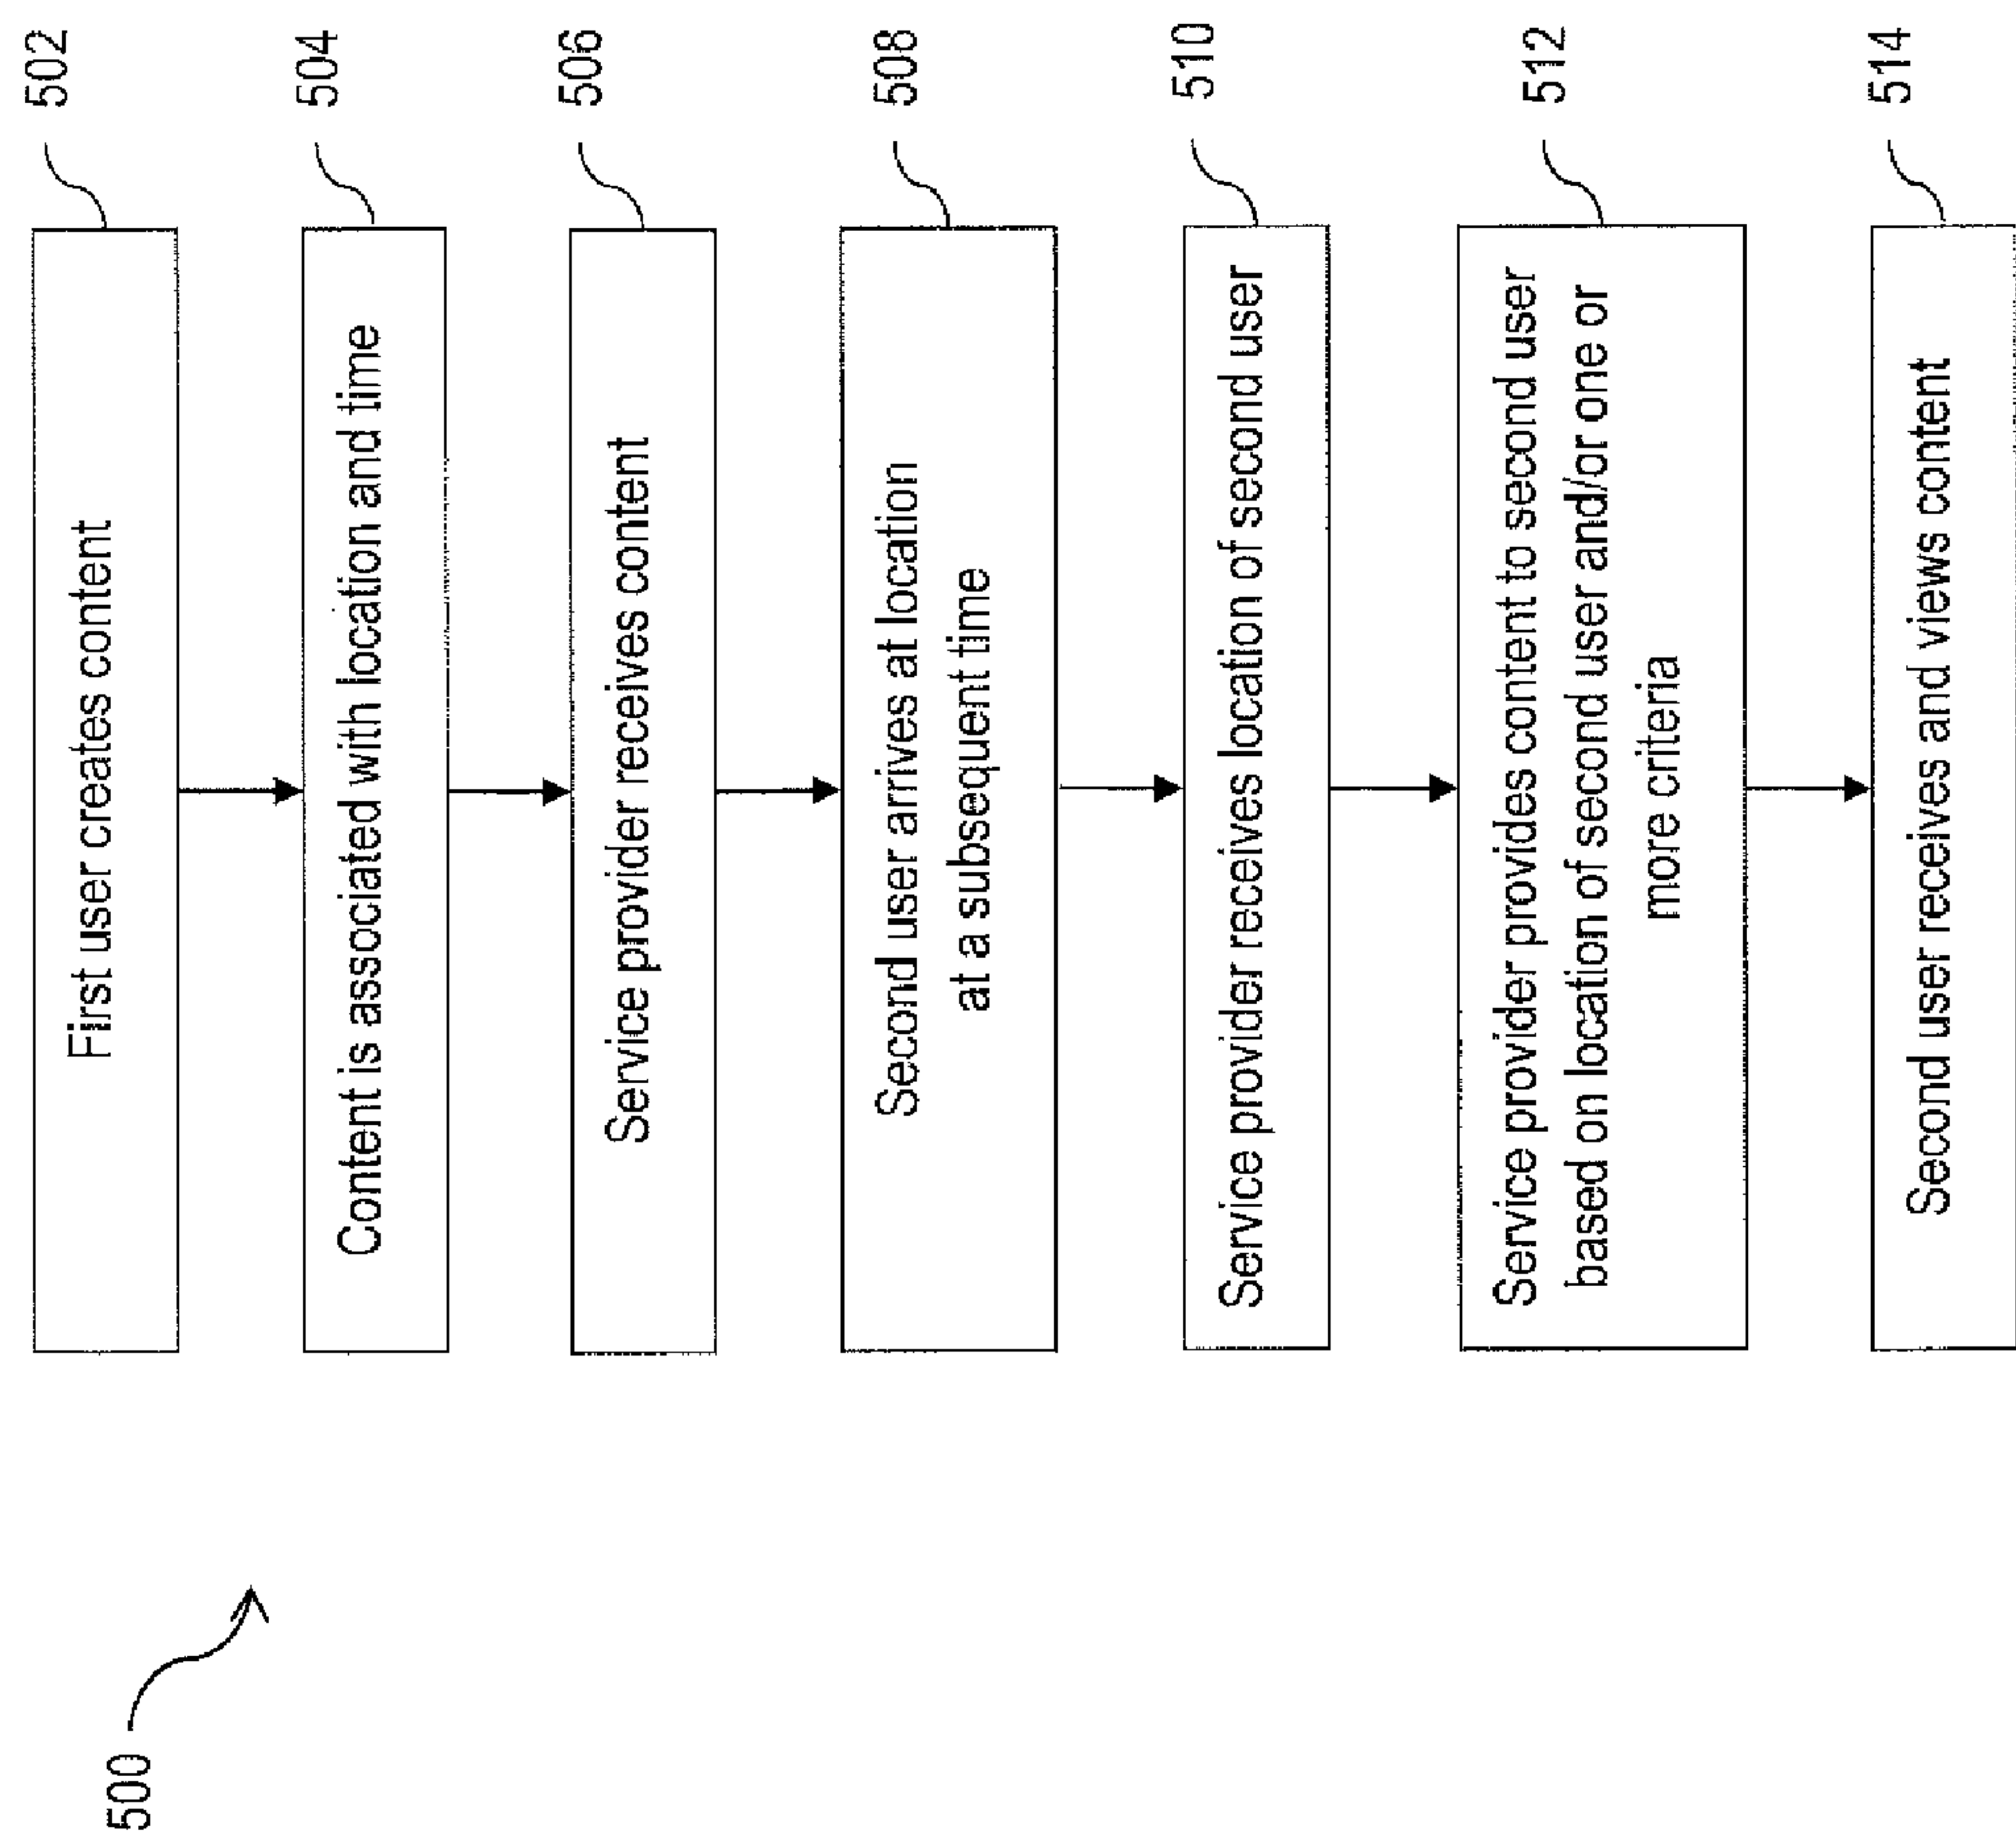 500
First user creates content
502
Content is associated with location and time
504
Service provider receives content
506
Second user arrives at location
at a subsequent time
508
Service provider receives location of second user
510
Service provider provides content to second user
based on location of second user and/or one or
more criteria
512
Second user receives and views content
514